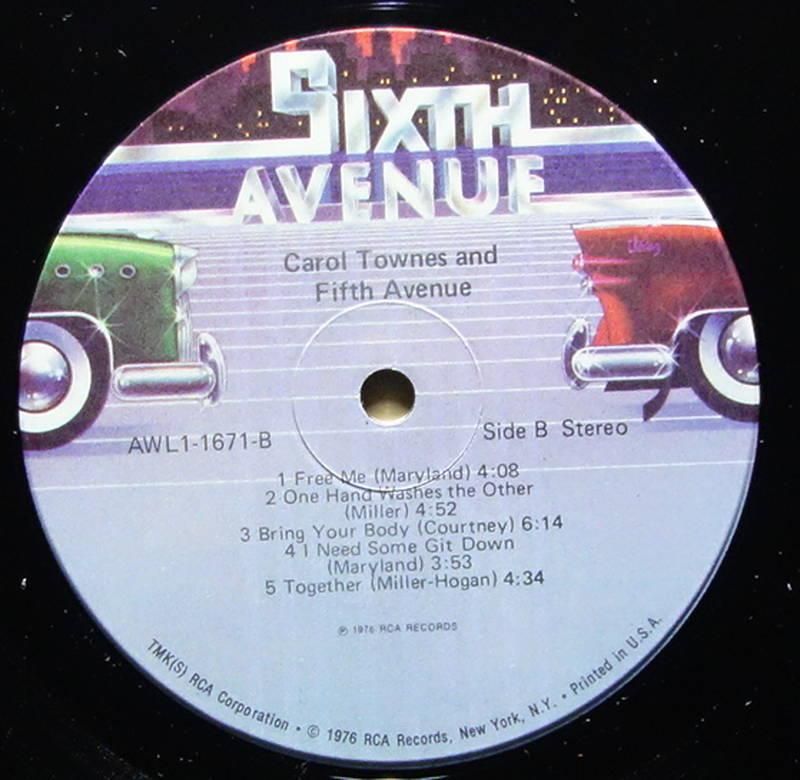 SIXTH
AVENUE
Carol Townes and
Fifth Avenue
AWL1-1671-B
Side B Stereo
1 Free Me (Maryland) 4:08
2 One Hand Washes the Other
(Miller) 4:52
3 Bring Your Body (Courtney) 6:14
4 I Need Some Git Down
(Maryland) 3:53
5 Together (Miller-Hogan) 4:34
℗ 1976 RCA RECORDS
TMK(S) RCA Corporation • © 1976 RCA Records, New York, N.Y. • Printed in U.S.A.